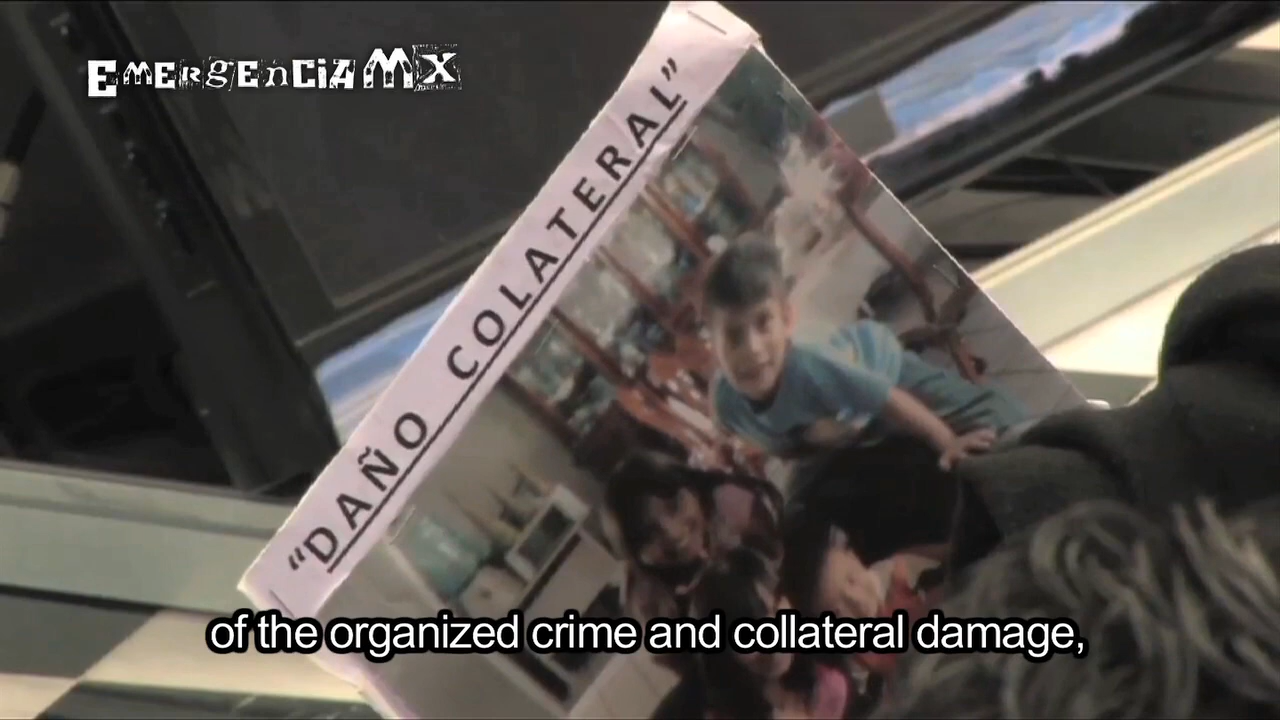 EMERGENCIAMX
"DAÑO COLATERAL"
of the organized crime and collateral damage,